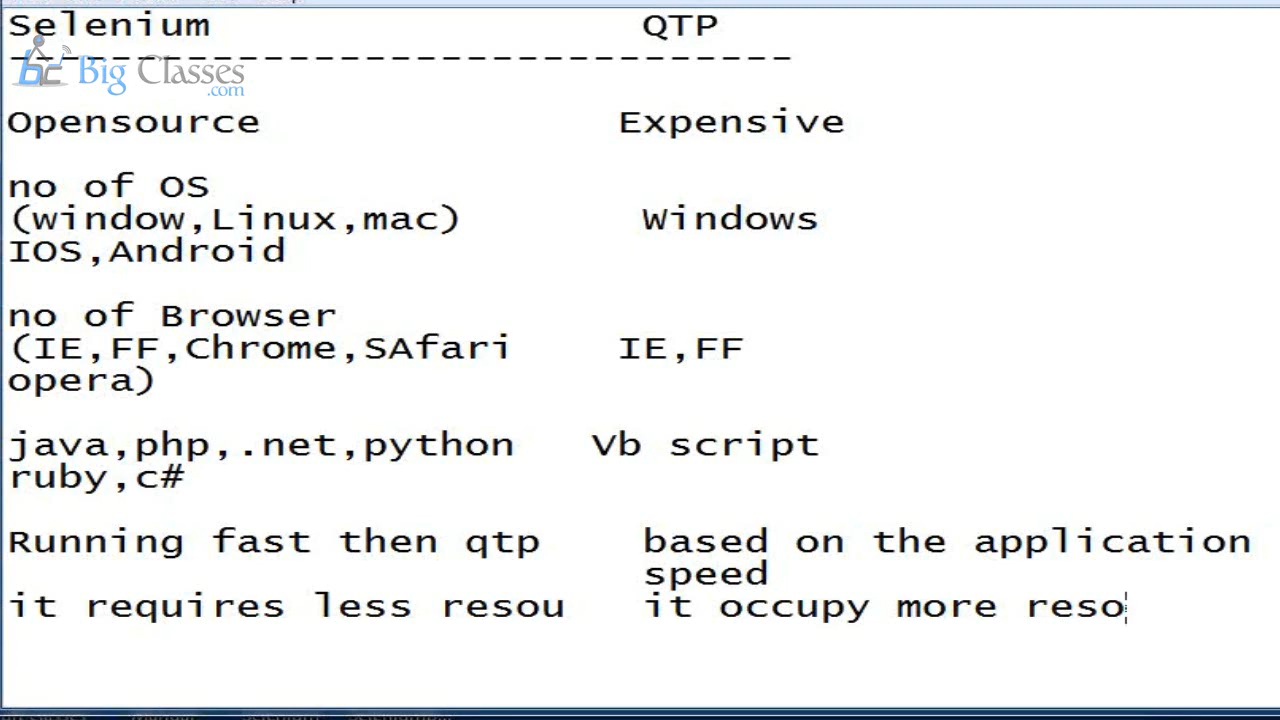 Selenium QTP
-------------------------------
Big Classes
.com
Opensource Expensive
no of OS
(window,Linux,mac) Windows
IOS,Android
no of Browser
(IE,FF,Chrome,SAfari IE,FF
opera)
java,php,.net,python Vb script
ruby,c#
Running fast then qtp based on the application
speed
it requires less resou it occupy more reso